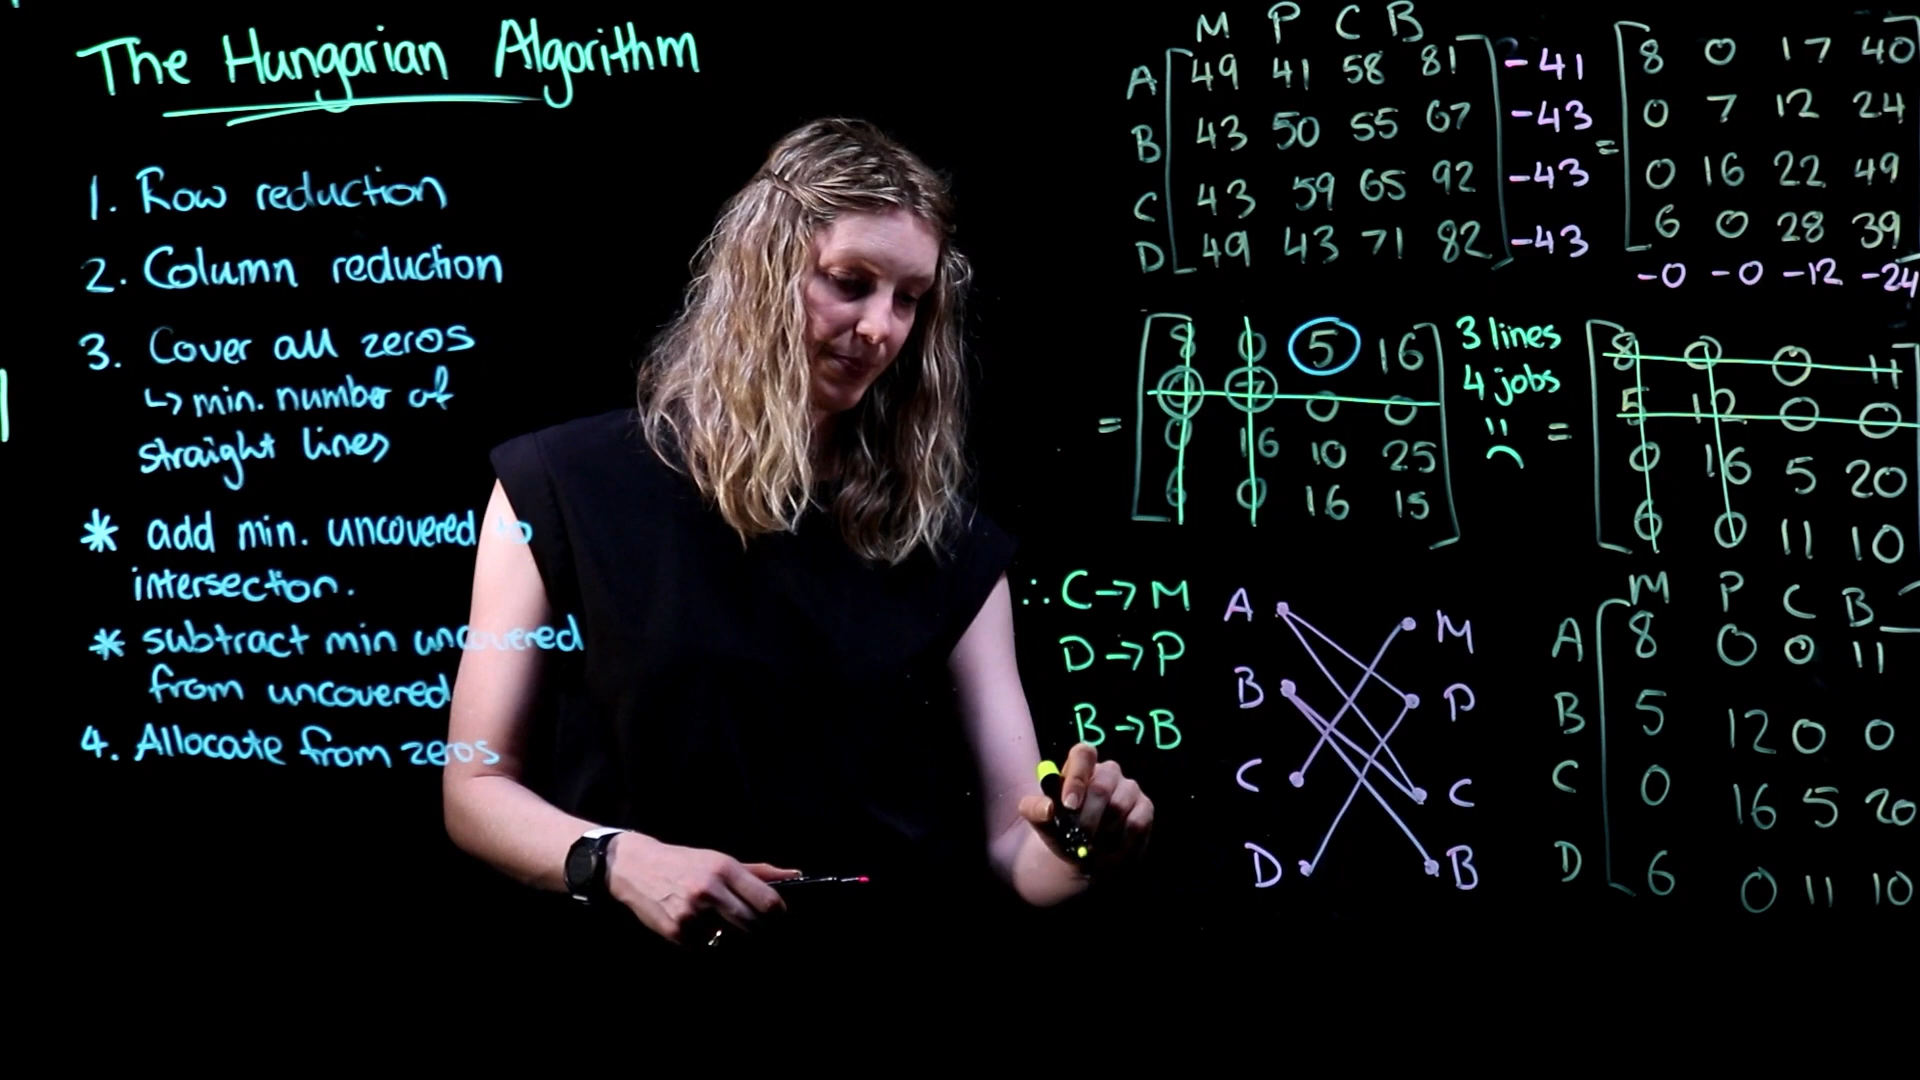 The Hungarian Algorithm
1. Row reduction
2. Column reduction
3. Cover all zeros
↳ min. number of
straight lines
* add min. uncovered to
intersection.
* subtract min uncovered
from uncovered
4. Allocate from zeros
M P C B
A 49 41 58 81 -41
B 43 50 55 67 -43
C 43 59 65 92 -43
D 49 43 71 82 -43
=
8 0 17 40
0 7 12 24
0 16 22 49
6 0 28 39
-0 -0 -12 -24
=
8 0 5 16
0 7 0 0
0 16 10 25
6 0 16 15
3 lines
4 jobs
=
8 0 0 11
5 12 0 0
0 16 5 20
6 0 11 10
∴ C→M
D→P
B→B
A M
B P
C C
D B
M P C B
A 8 0 0 11
B 5 12 0 0
C 0 16 5 20
D 6 0 11 10